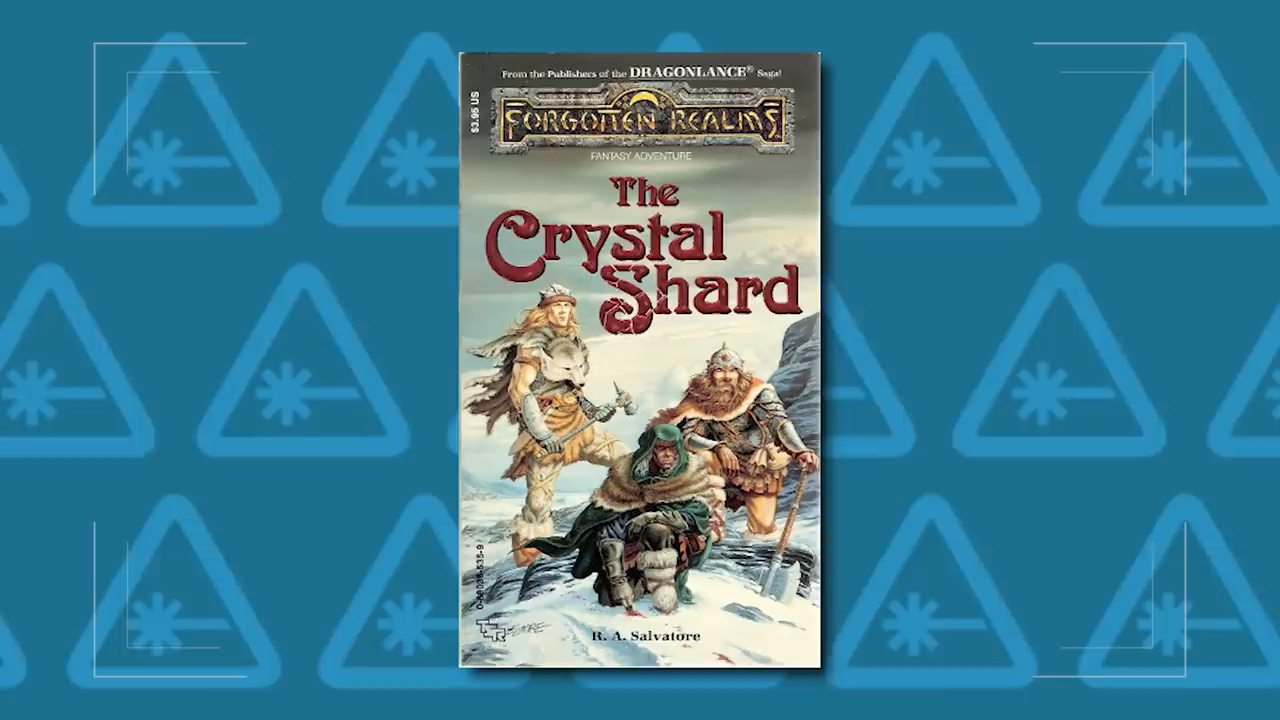 From the Publishers of the DRAGONLANCE® Saga!
$3.95 US
FORGOTTEN REALMS
FANTASY ADVENTURE
The
Crystal
Shard
R. A. Salvatore